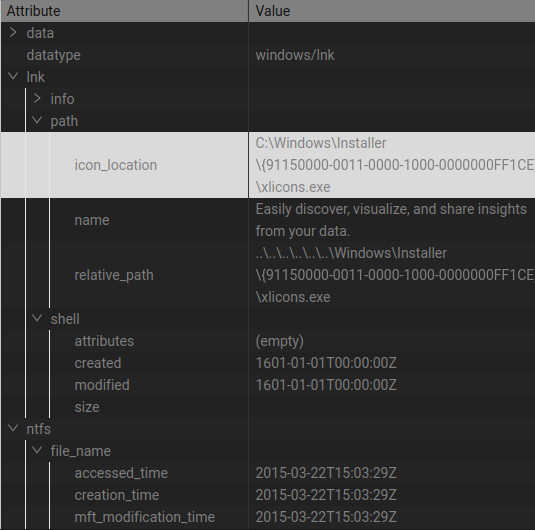 Attribute Value
data
datatype windows/lnk
lnk
info
path
C:\Windows\Installer
icon_location \{91150000-0011-0000-1000-0000000FF1CE
\xlicons.exe
name Easily discover, visualize, and share insights
from your data.
..\..\..\..\..\..\Windows\Installer
relative_path \{91150000-0011-0000-1000-0000000FF1CE
\xlicons.exe
shell
attributes (empty)
created 1601-01-01T00:00:00Z
modified 1601-01-01T00:00:00Z
size
ntfs
file_name
accessed_time 2015-03-22T15:03:29Z
creation_time 2015-03-22T15:03:29Z
mft_modification_time 2015-03-22T15:03:29Z